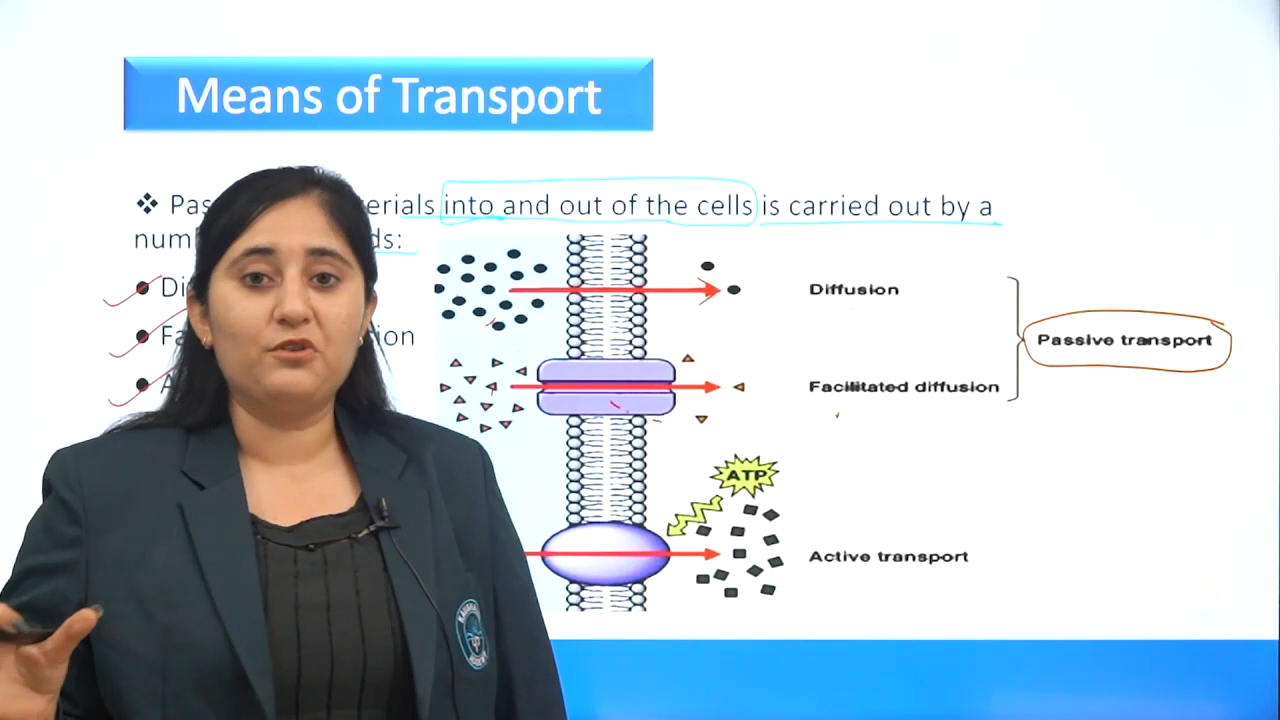 Means of Transport
❖ Pas erials into and out of the cells is carried out by a
num ds:
Di
Fa ion
Diffusion
Passive transport
Facilitated diffusion
ATP
Active transport